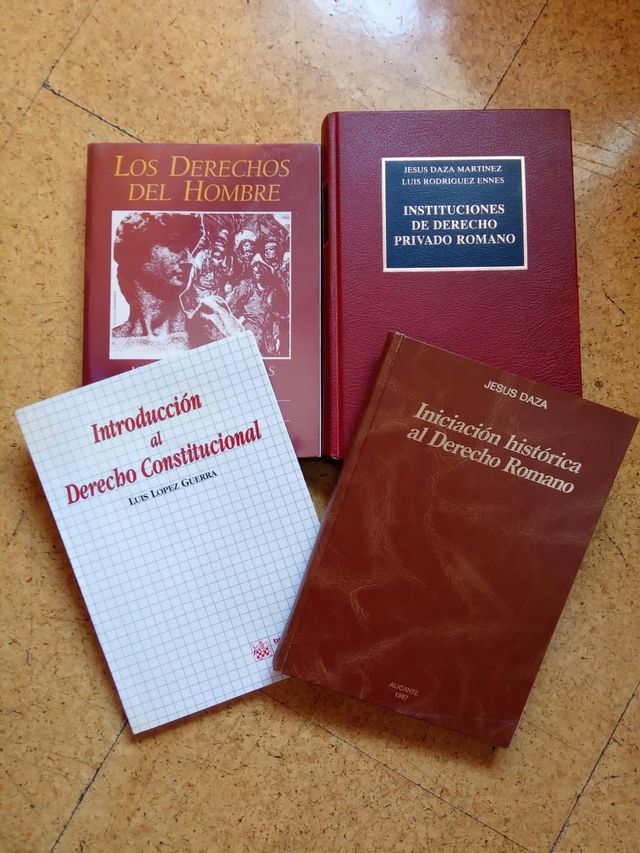 LOS DERECHOS
DEL HOMBRE
JESUS DAZA MARTINEZ
LUIS RODRIGUEZ ENNES
INSTITUCIONES
DE DERECHO
PRIVADO ROMANO
Introducción
al
Derecho Constitucional
LUIS LOPEZ GUERRA
JESUS DAZA
Iniciación histórica
al Derecho Romano
ALICANTE
1987